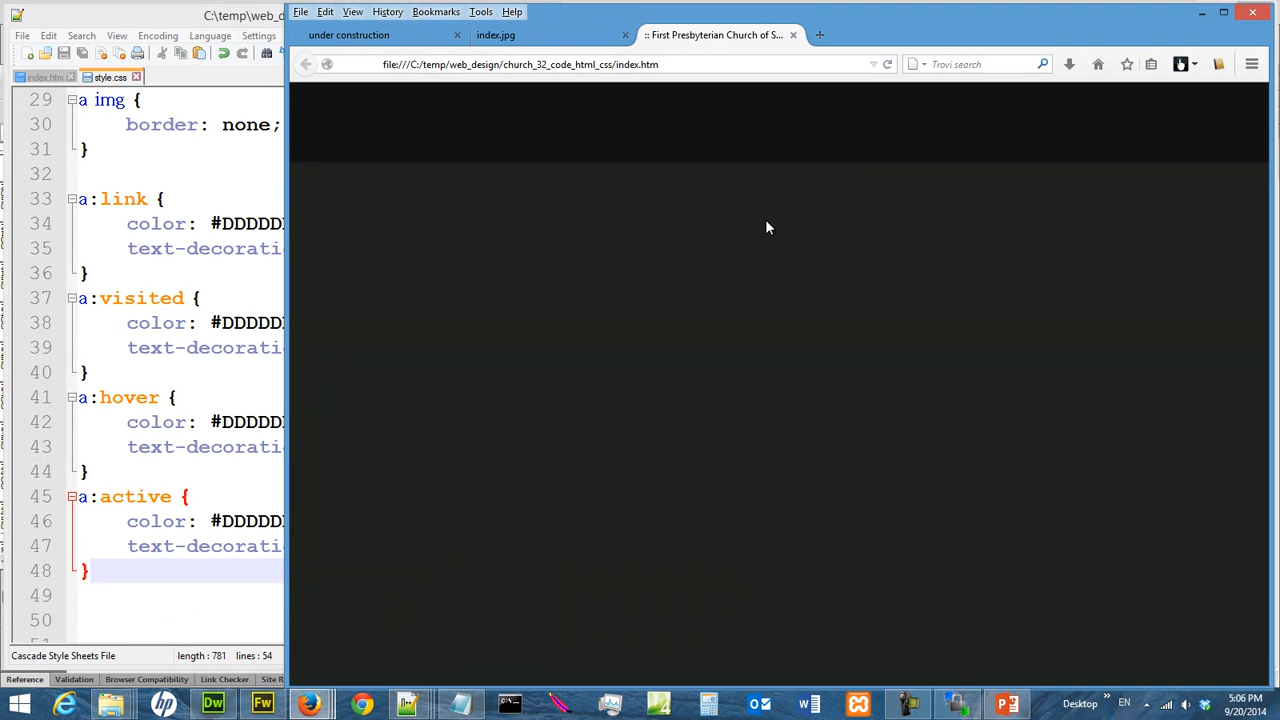 C:\temp\web_d
File Edit View History Bookmarks Tools Help
under construction index.jpg :: First Presbyterian Church of S...
File Edit Search View Encoding Language Settings
file:///C:/temp/web_design/church_32_code_html_css/index.htm Trovi search
index.htm style.css
29 a img {
30 border: none;
31 }
32
33 a:link {
34 color: #DDDDD
35 text-decorati
36 }
37 a:visited {
38 color: #DDDDD
39 text-decorati
40 }
41 a:hover {
42 color: #DDDDD
43 text-decorati
44 }
45 a:active {
46 color: #DDDDD
47 text-decorati
48 }
49
50
Cascade Style Sheets File length : 781 lines : 54
Reference Validation Browser Compatibility Link Checker Site R
Desktop EN 5:06 PM
9/20/2014